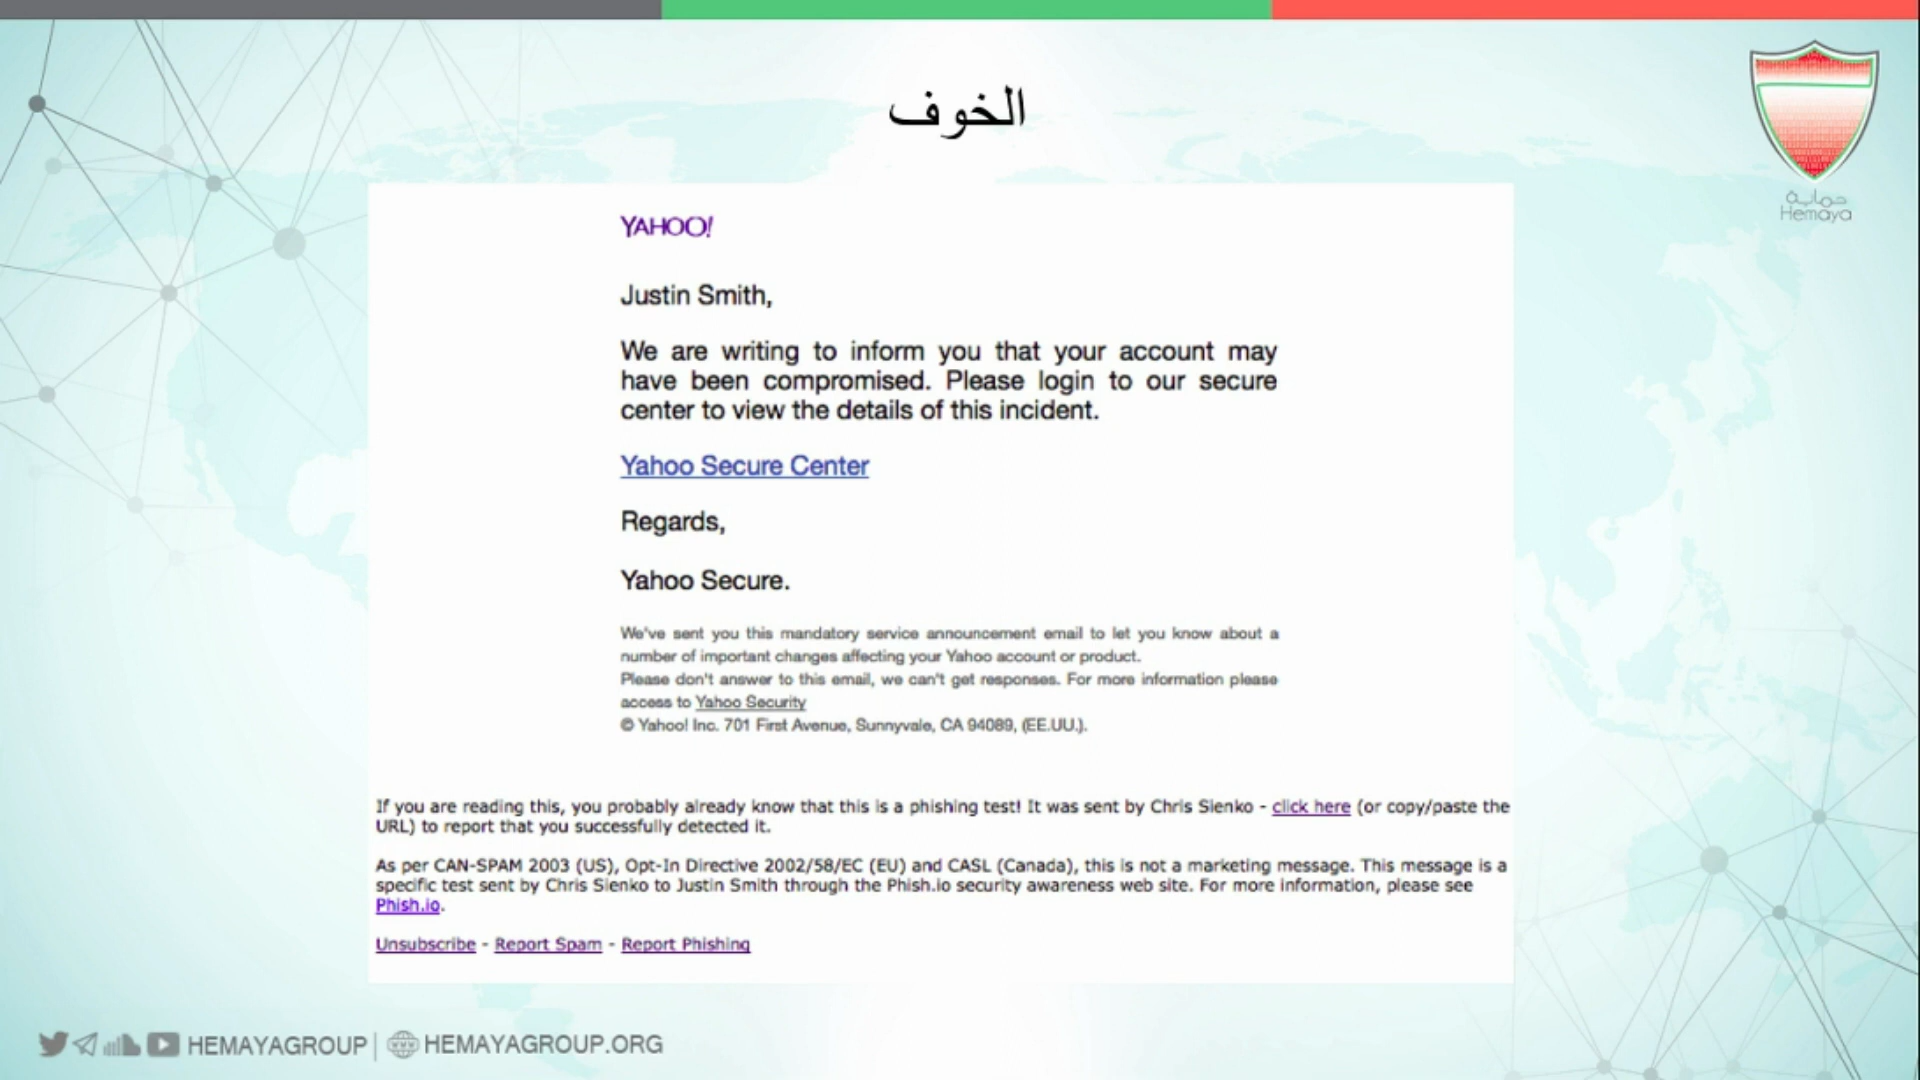 الخوف
حماية
Hemaya
YAHOO!
Justin Smith,
We are writing to inform you that your account may
have been compromised. Please login to our secure
center to view the details of this incident.
Yahoo Secure Center
Regards,
Yahoo Secure.
We've sent you this mandatory service announcement email to let you know about a
number of important changes affecting your Yahoo account or product.
Please don't answer to this email, we can't get responses. For more information please
access to Yahoo Security
© Yahoo! Inc. 701 First Avenue, Sunnyvale, CA 94089, (EE.UU.).
If you are reading this, you probably already know that this is a phishing test! It was sent by Chris Sienko - click here (or copy/paste the
URL) to report that you successfully detected it.
As per CAN-SPAM 2003 (US), Opt-In Directive 2002/58/EC (EU) and CASL (Canada), this is not a marketing message. This message is a
specific test sent by Chris Sienko to Justin Smith through the Phish.io security awareness web site. For more information, please see
Phish.io.
Unsubscribe - Report Spam - Report Phishing
HEMAYAGROUP | HEMAYAGROUP.ORG